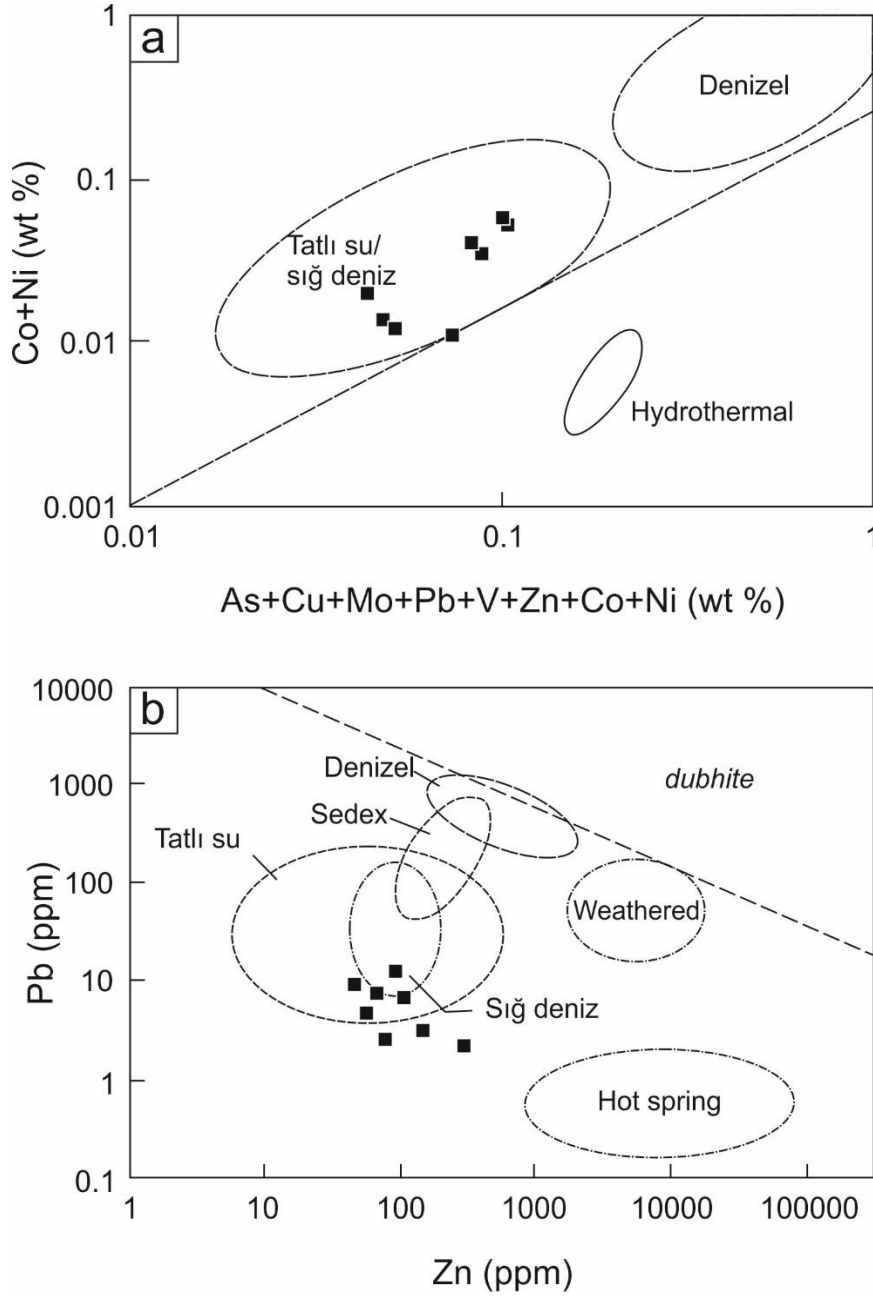 a
1
0.1
0.01
0.001
Co+Ni (wt %)
Denizel
Tatlı su/
sığ deniz
Hydrothermal
0.01
0.1
1
As+Cu+Mo+Pb+V+Zn+Co+Ni (wt %)
b
10000
1000
100
10
1
0.1
Pb (ppm)
Denizel
dubhite
Sedex
Tatlı su
Weathered
Sığ deniz
Hot spring
1
10
100
1000
10000
100000
Zn (ppm)